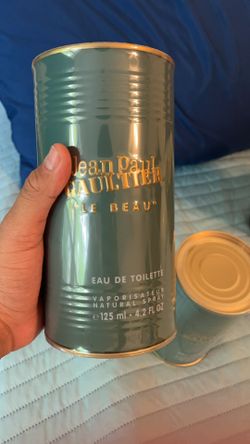 Jean Paul
GAULTIER
"LE BEAU"
EAU DE TOILETTE
VAPORISATEUR
NATURAL SPRAY
℮125 ml - 4.2 FL OZ